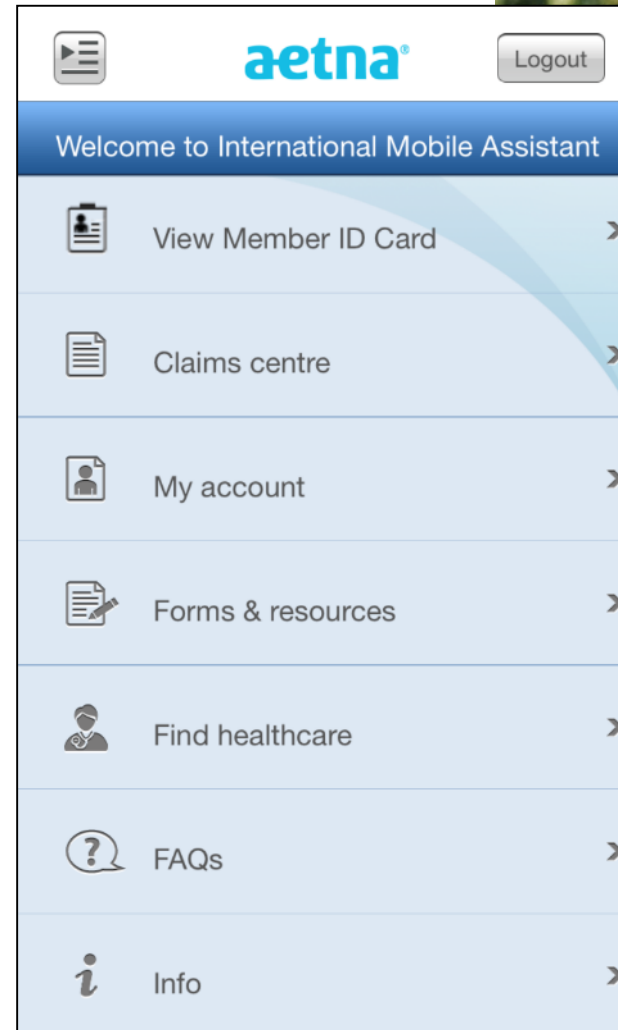 aetna®
Logout
Welcome to International Mobile Assistant
View Member ID Card
Claims centre
My account
Forms & resources
Find healthcare
FAQs
Info